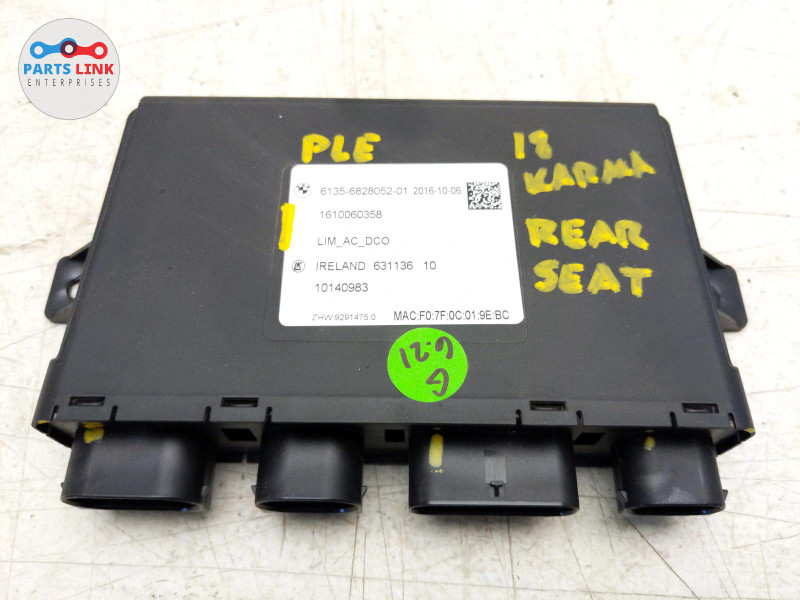 PARTS LINK
ENTERPRISES
PLE
18
KARMA
REAR
SEAT
6135-6828052-01 2016-10-06
1610060358
LIM_AC_DCO
LK IRELAND 631136 10
10140983
ZHW:9291475.0 MAC:F0:7F:0C:01:9E:BC
G
6.21